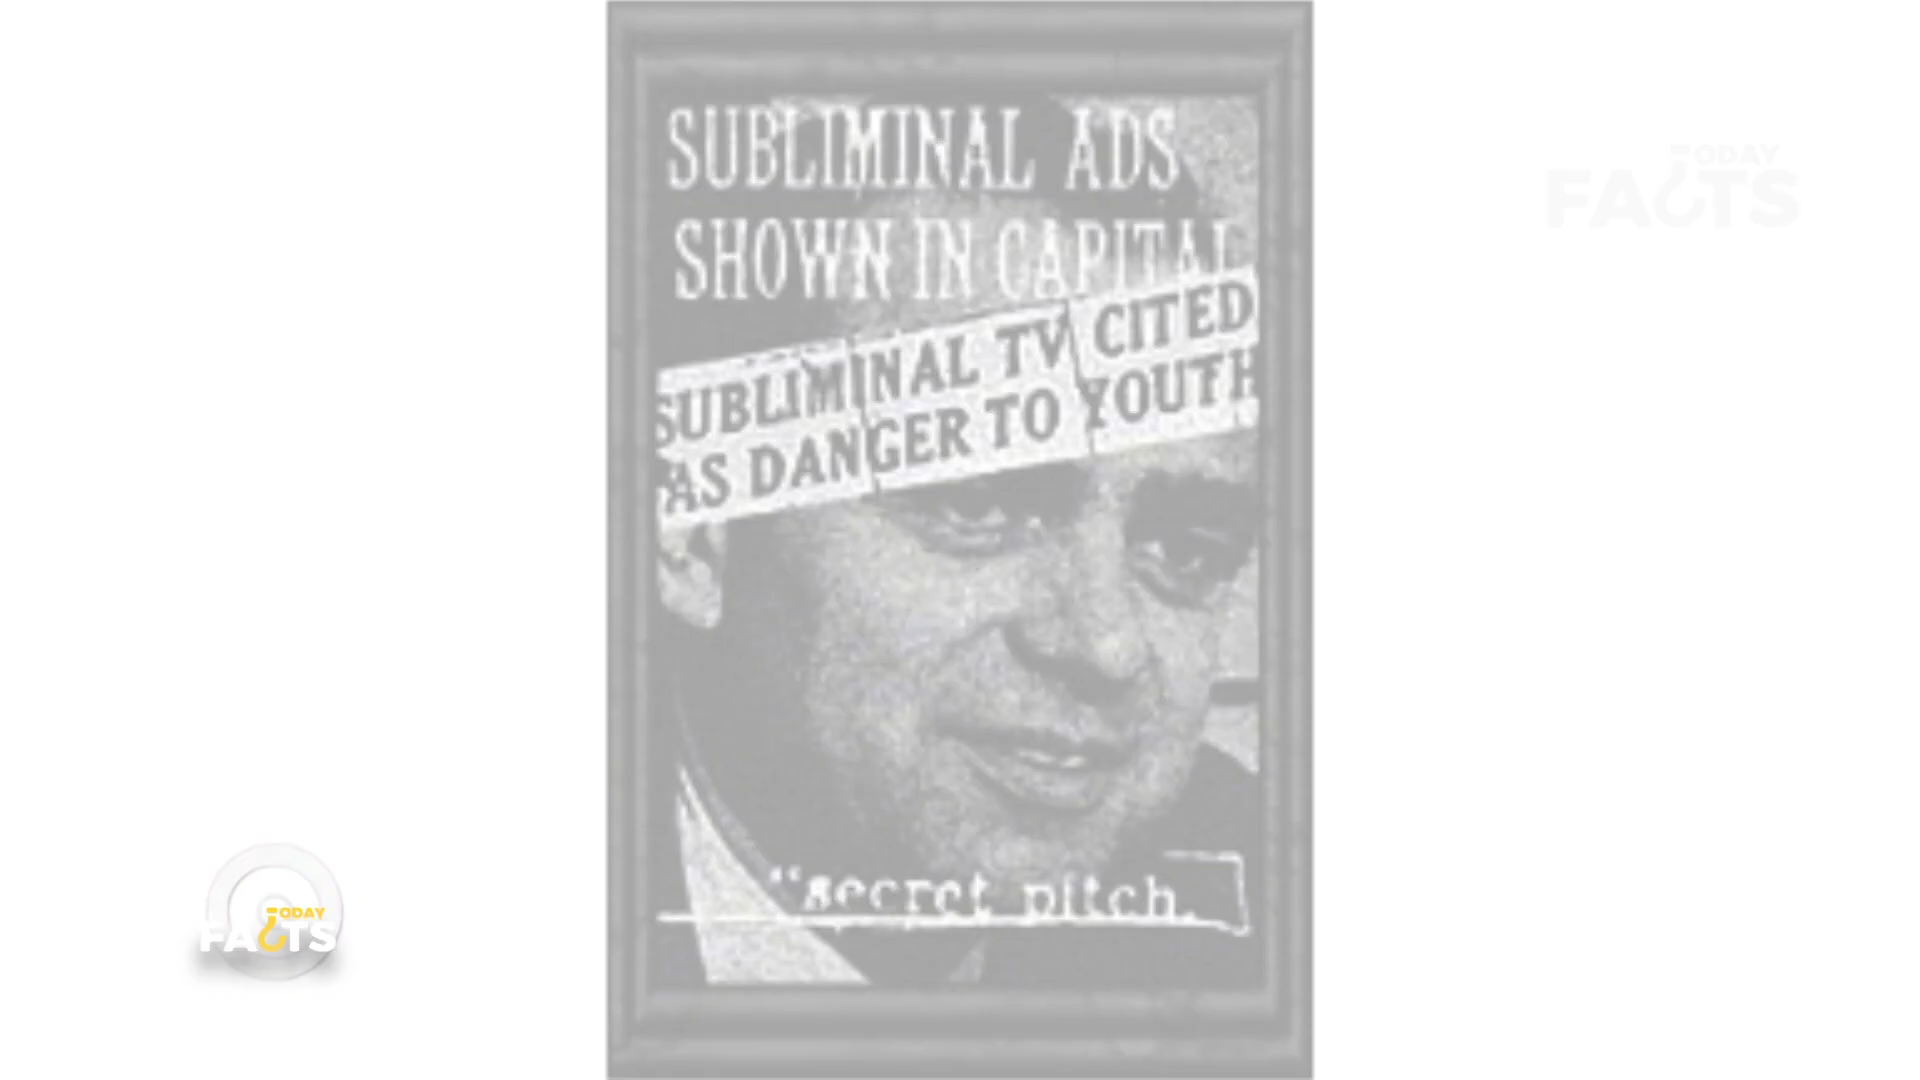 SUBLIMINAL ADS
SHOWN IN CAPITAL
SUBLIMINAL TV CITED
AS DANGER TO YOUTH
"secret pitch.
TODAY
FACTS
TODAY
FACTS